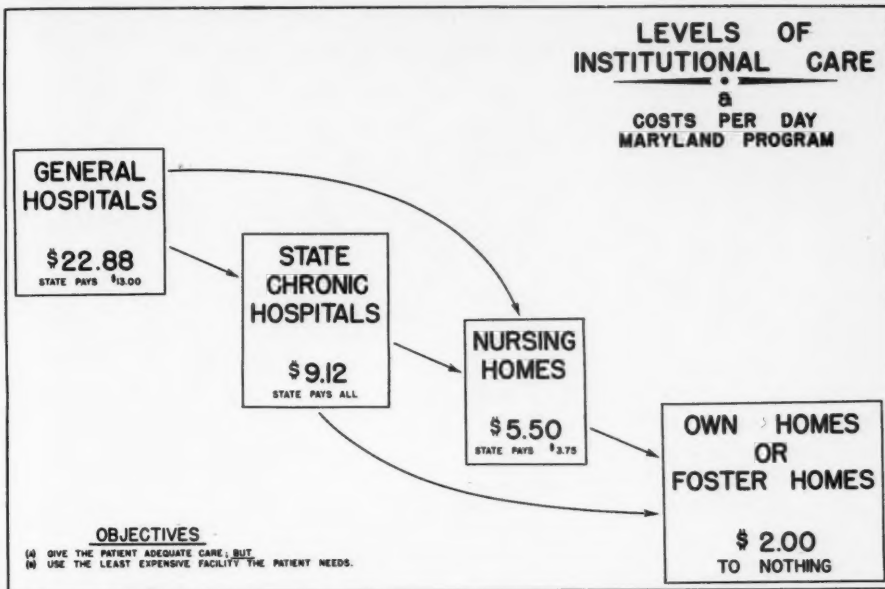 LEVELS OF
INSTITUTIONAL CARE
&
COSTS PER DAY
MARYLAND PROGRAM
GENERAL
HOSPITALS
$22.88
STATE PAYS $13.00
STATE
CHRONIC
HOSPITALS
$9.12
STATE PAYS ALL
NURSING
HOMES
$5.50
STATE PAYS $3.75
OWN HOMES
OR
FOSTER HOMES
$2.00
TO NOTHING
OBJECTIVES
(A) GIVE THE PATIENT ADEQUATE CARE; BUT
(B) USE THE LEAST EXPENSIVE FACILITY THE PATIENT NEEDS.